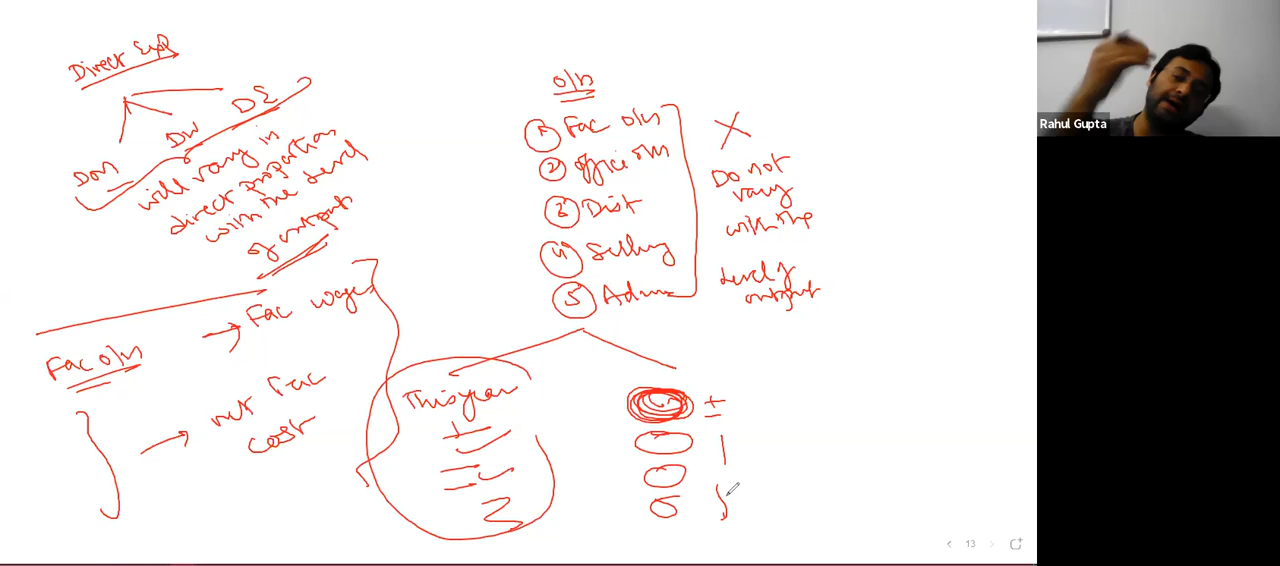 Direct Exp
DM
DW
DE
will vary in
direct proportion
with the level
of output
Fac o/h
→ Fac wages
→ net Fac
cost
O/H
① Fac o/h
② office o/h
③ Dist
④ Selling
⑤ Adm
X
Do not
vary
with the
Level of
output
This year
±
Rahul Gupta
13